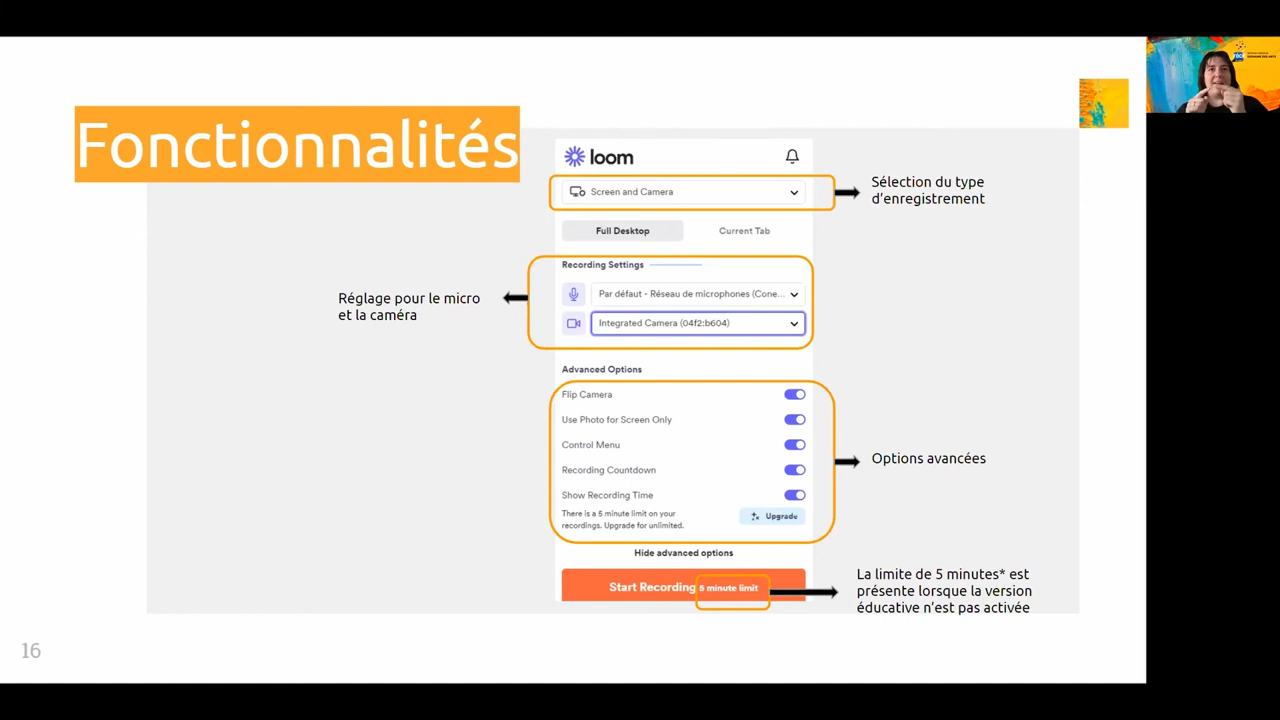 Fonctionnalités
loom
Screen and Camera
Sélection du type
d’enregistrement
Full Desktop
Current Tab
Recording Settings
Réglage pour le micro
et la caméra
Par défaut - Réseau de microphones (Cone...
Integrated Camera (04f2:b604)
Advanced Options
Flip Camera
Use Photo for Screen Only
Control Menu
Options avancées
Recording Countdown
Show Recording Time
There is a 5 minute limit on your
recordings. Upgrade for unlimited.
Upgrade
Hide advanced options
Start Recording 5 minute limit
La limite de 5 minutes* est
présente lorsque la version
éducative n’est pas activée
16